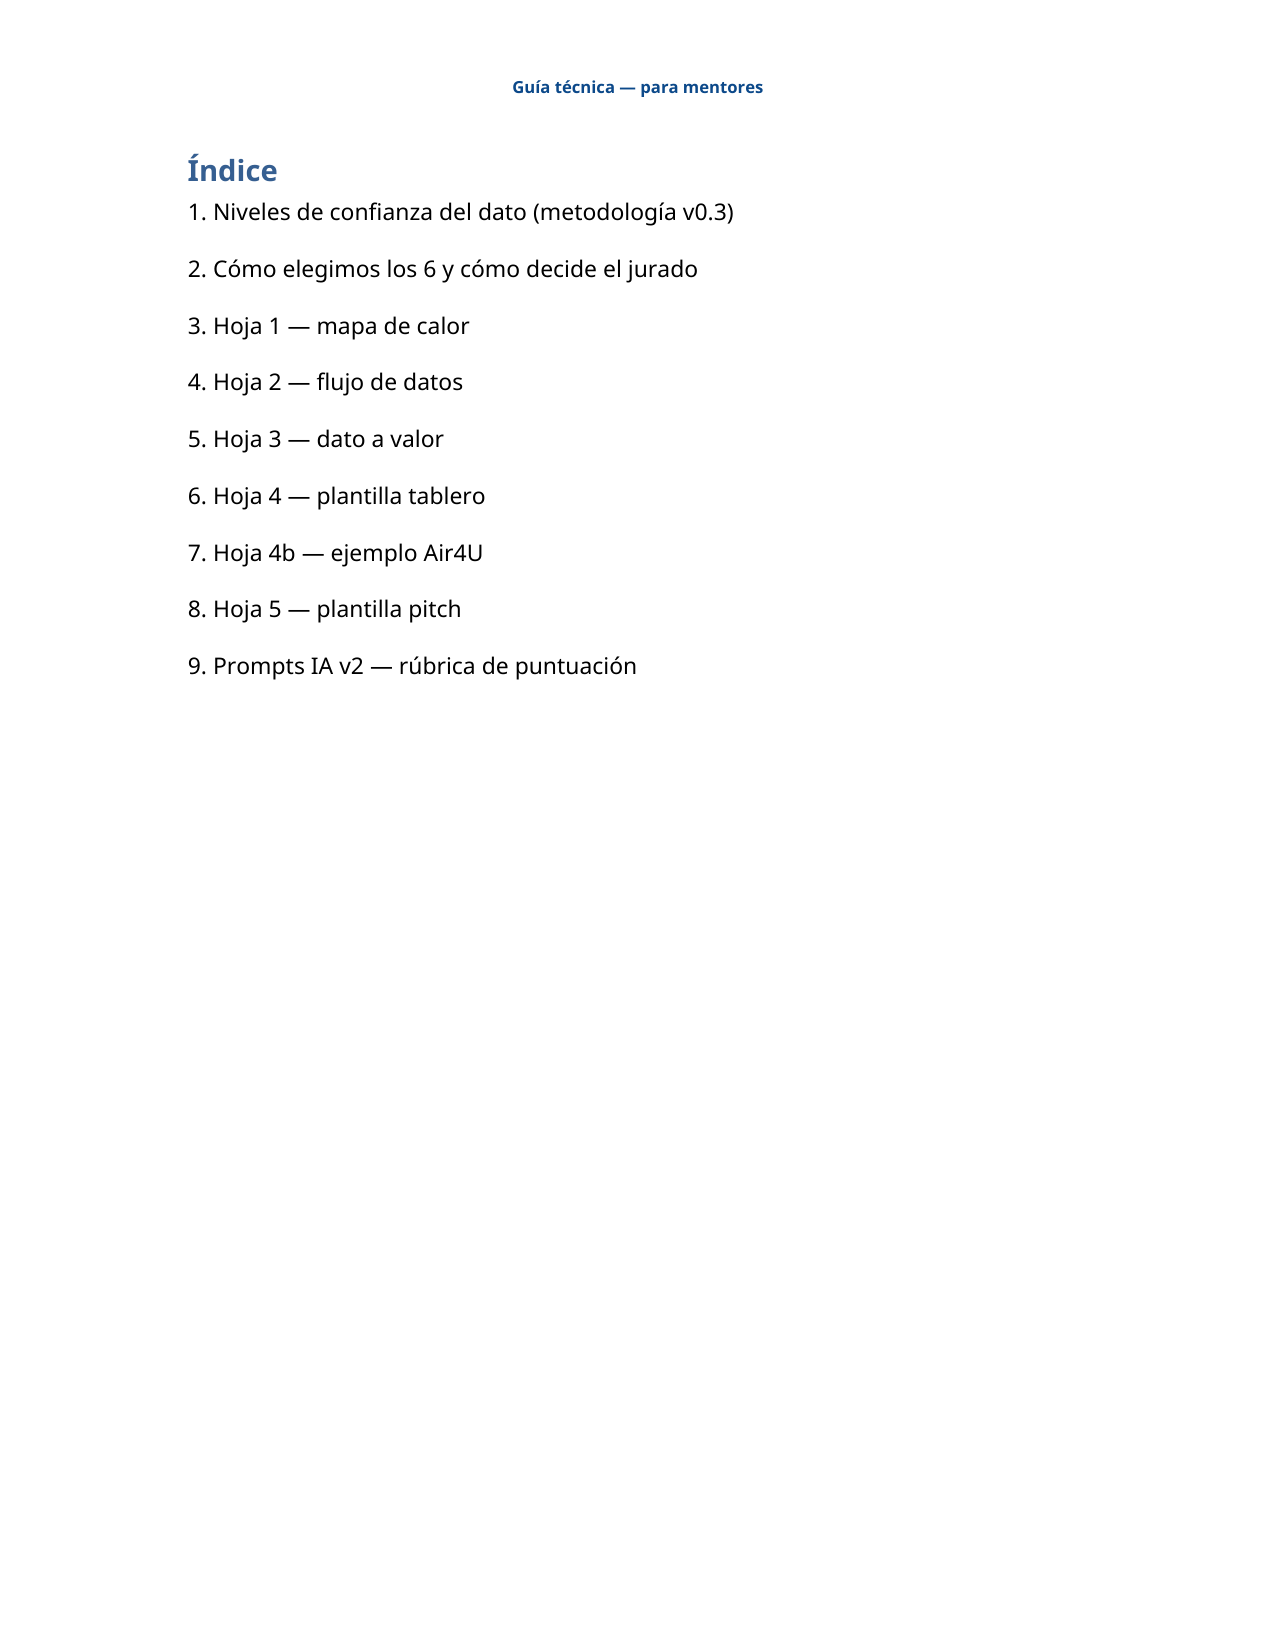 Guía técnica — para mentores
Índice
1. Niveles de confianza del dato (metodología v0.3)
2. Cómo elegimos los 6 y cómo decide el jurado
3. Hoja 1 — mapa de calor
4. Hoja 2 — flujo de datos
5. Hoja 3 — dato a valor
6. Hoja 4 — plantilla tablero
7. Hoja 4b — ejemplo Air4U
8. Hoja 5 — plantilla pitch
9. Prompts IA v2 — rúbrica de puntuación